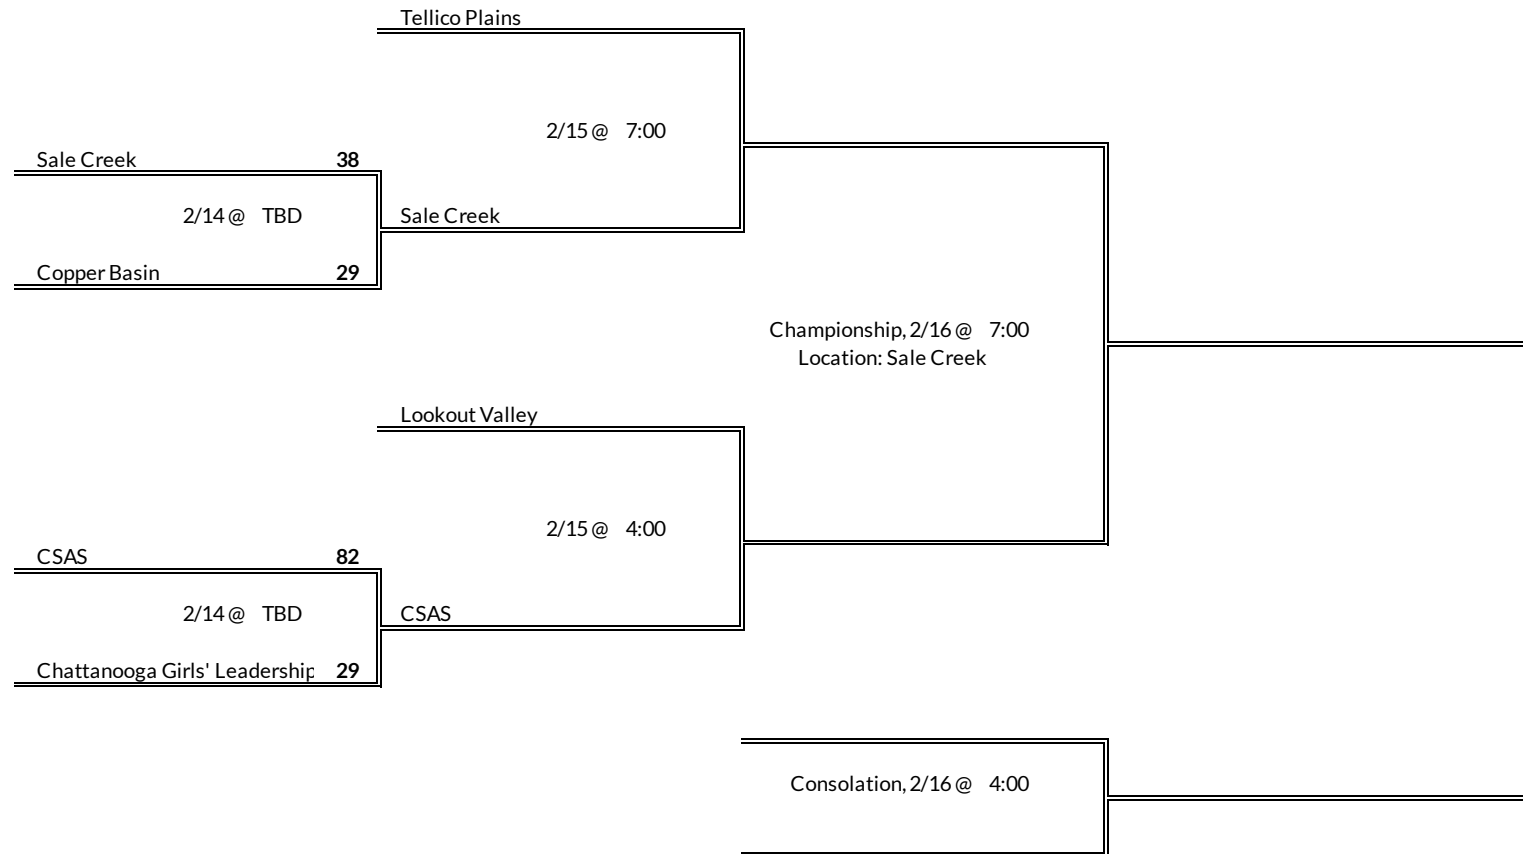 Tellico Plains
2/15 @ 7:00
Sale Creek 38
2/14 @ TBD
Sale Creek
Copper Basin 29
Championship, 2/16 @ 7:00
Location: Sale Creek
Lookout Valley
2/15 @ 4:00
CSAS 82
2/14 @ TBD
CSAS
Chattanooga Girls' Leadership 29
Consolation, 2/16 @ 4:00